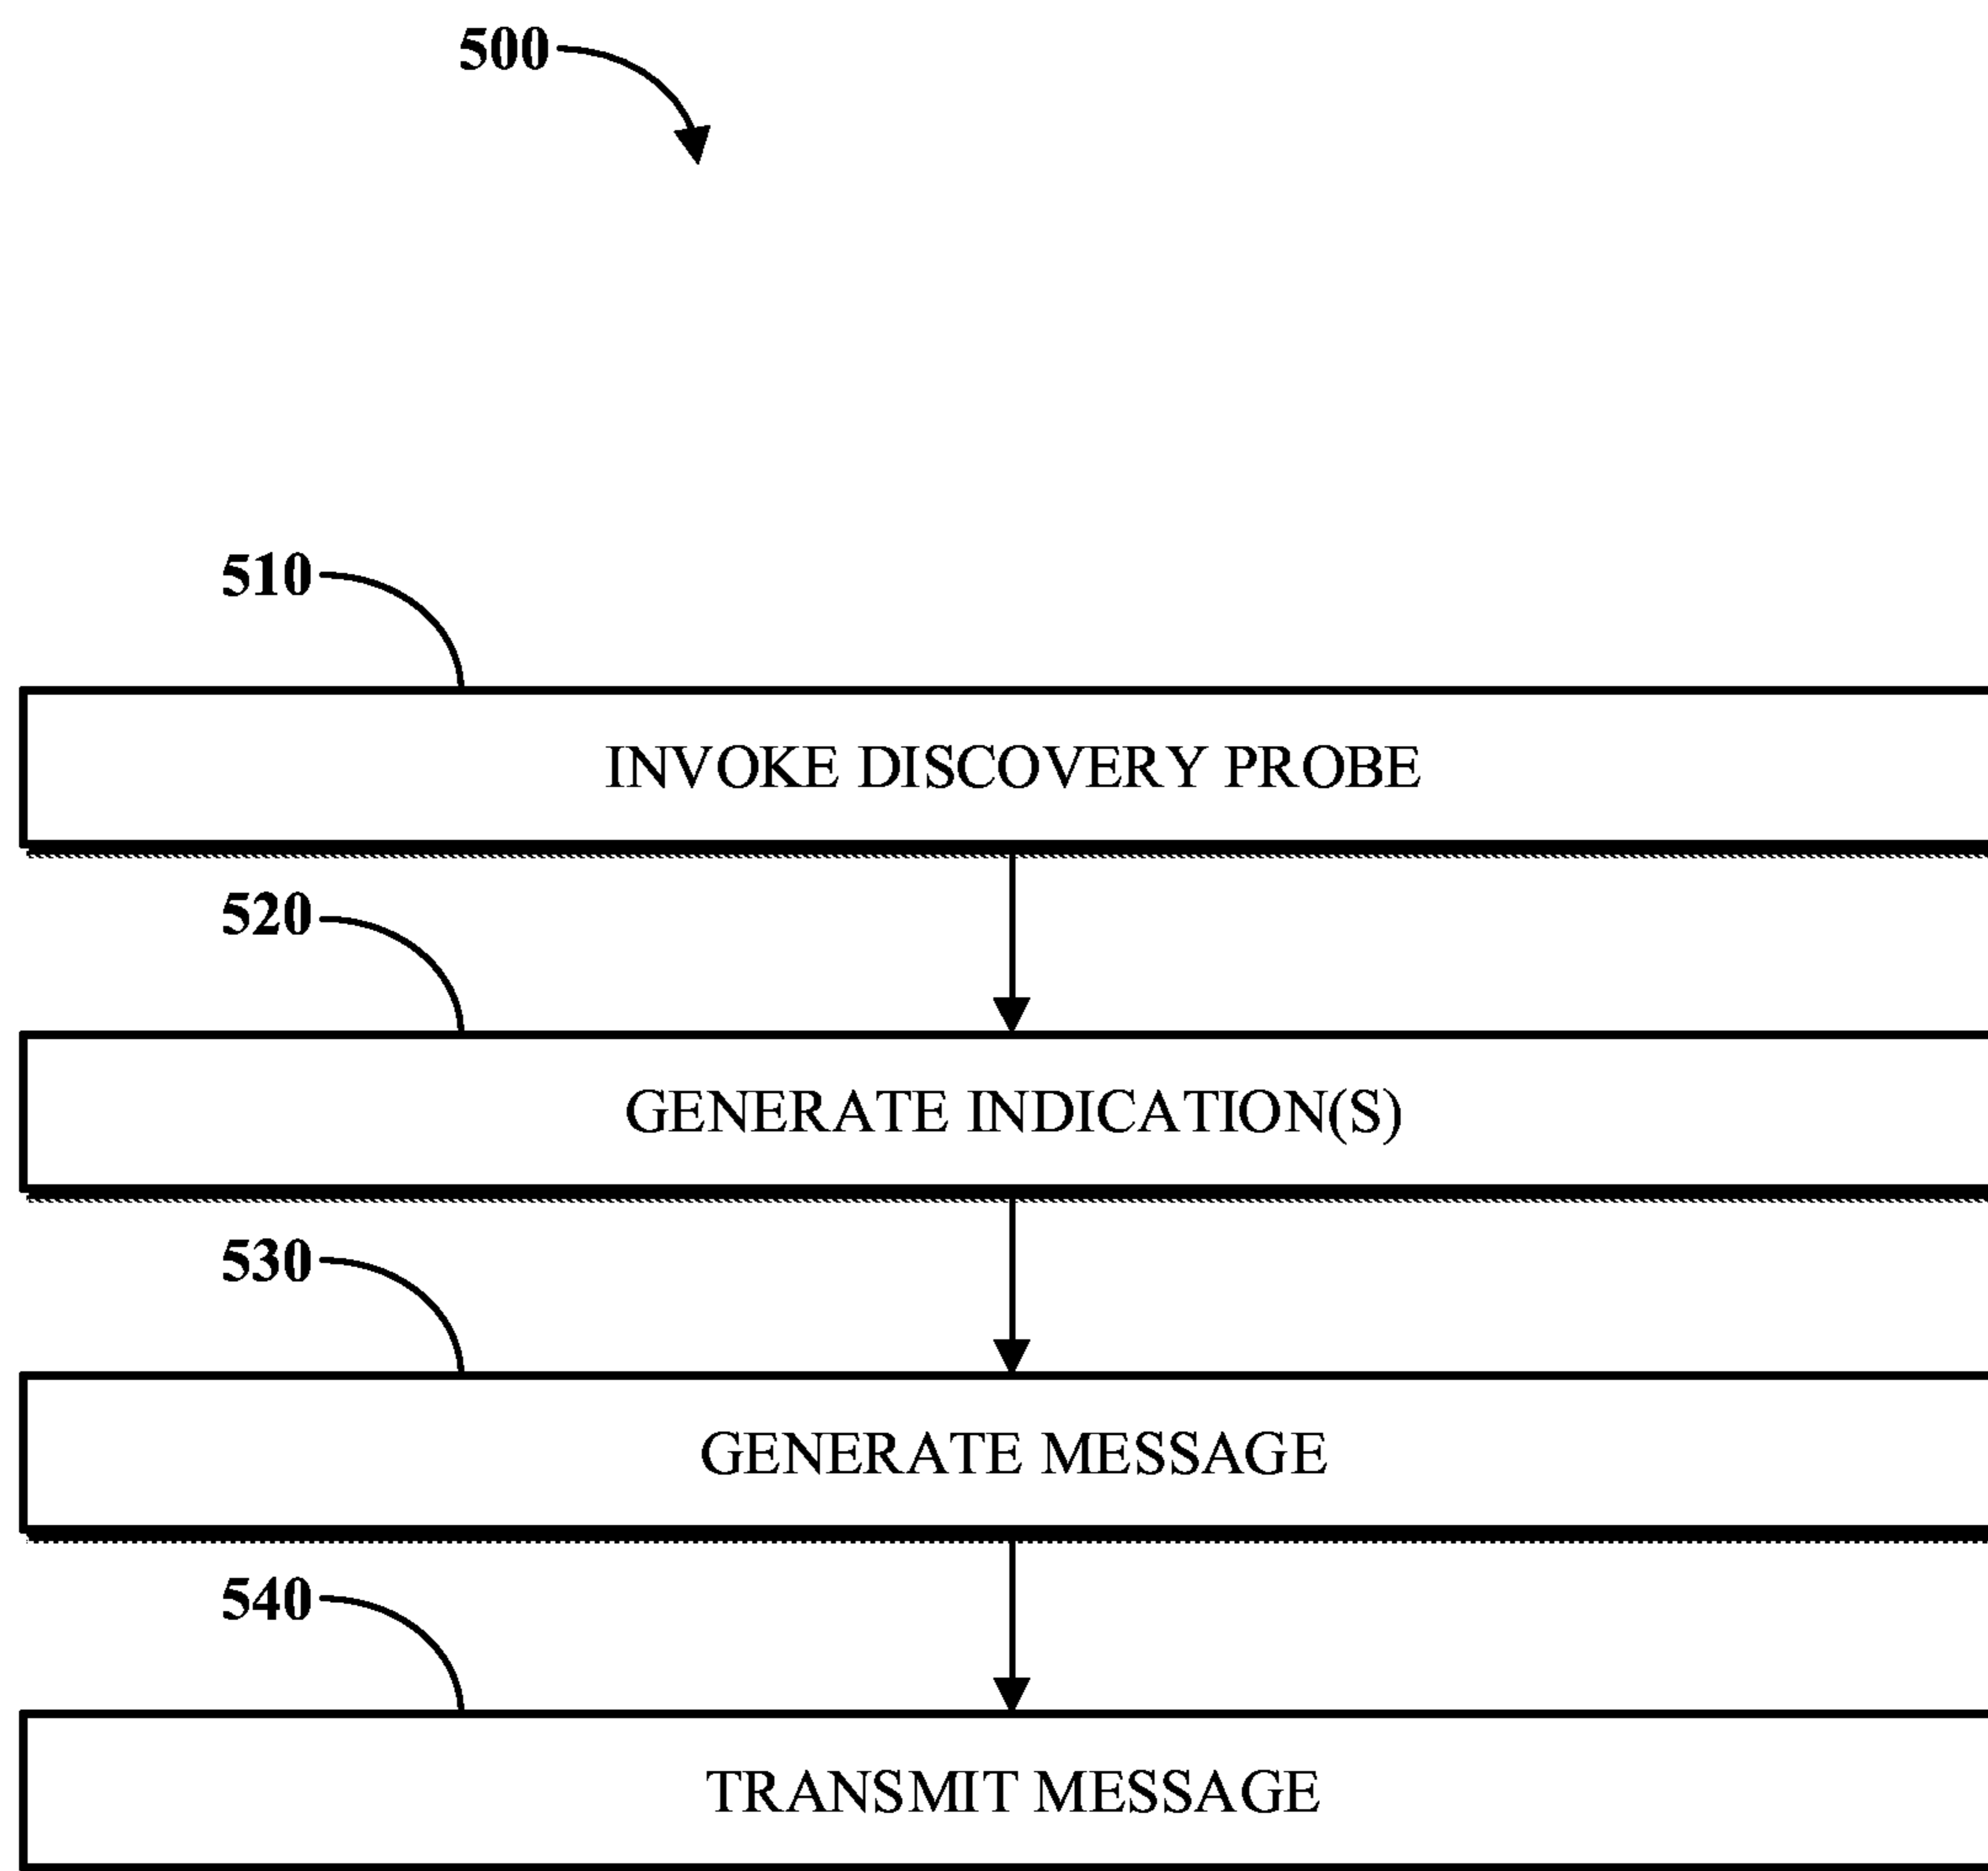 500
510
INVOKE DISCOVERY PROBE
520
GENERATE INDICATION(S)
530
GENERATE MESSAGE
540
TRANSMIT MESSAGE